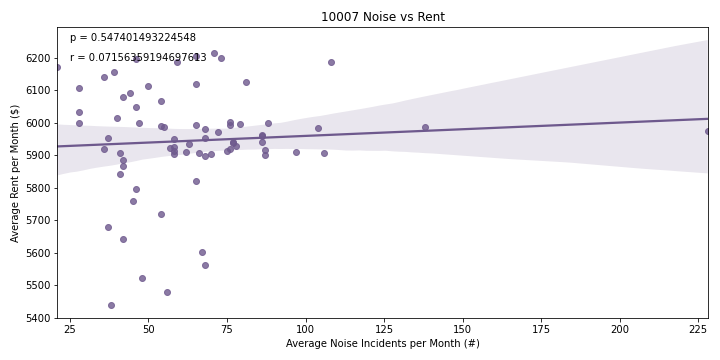 10007 Noise vs Rent
p = 0.547401493224548
r = 0.07156359194697613
Average Rent per Month ($)
6200
6100
6000
5900
5800
5700
5600
5500
5400
25 50 75 100 125 150 175 200 225
Average Noise Incidents per Month (#)